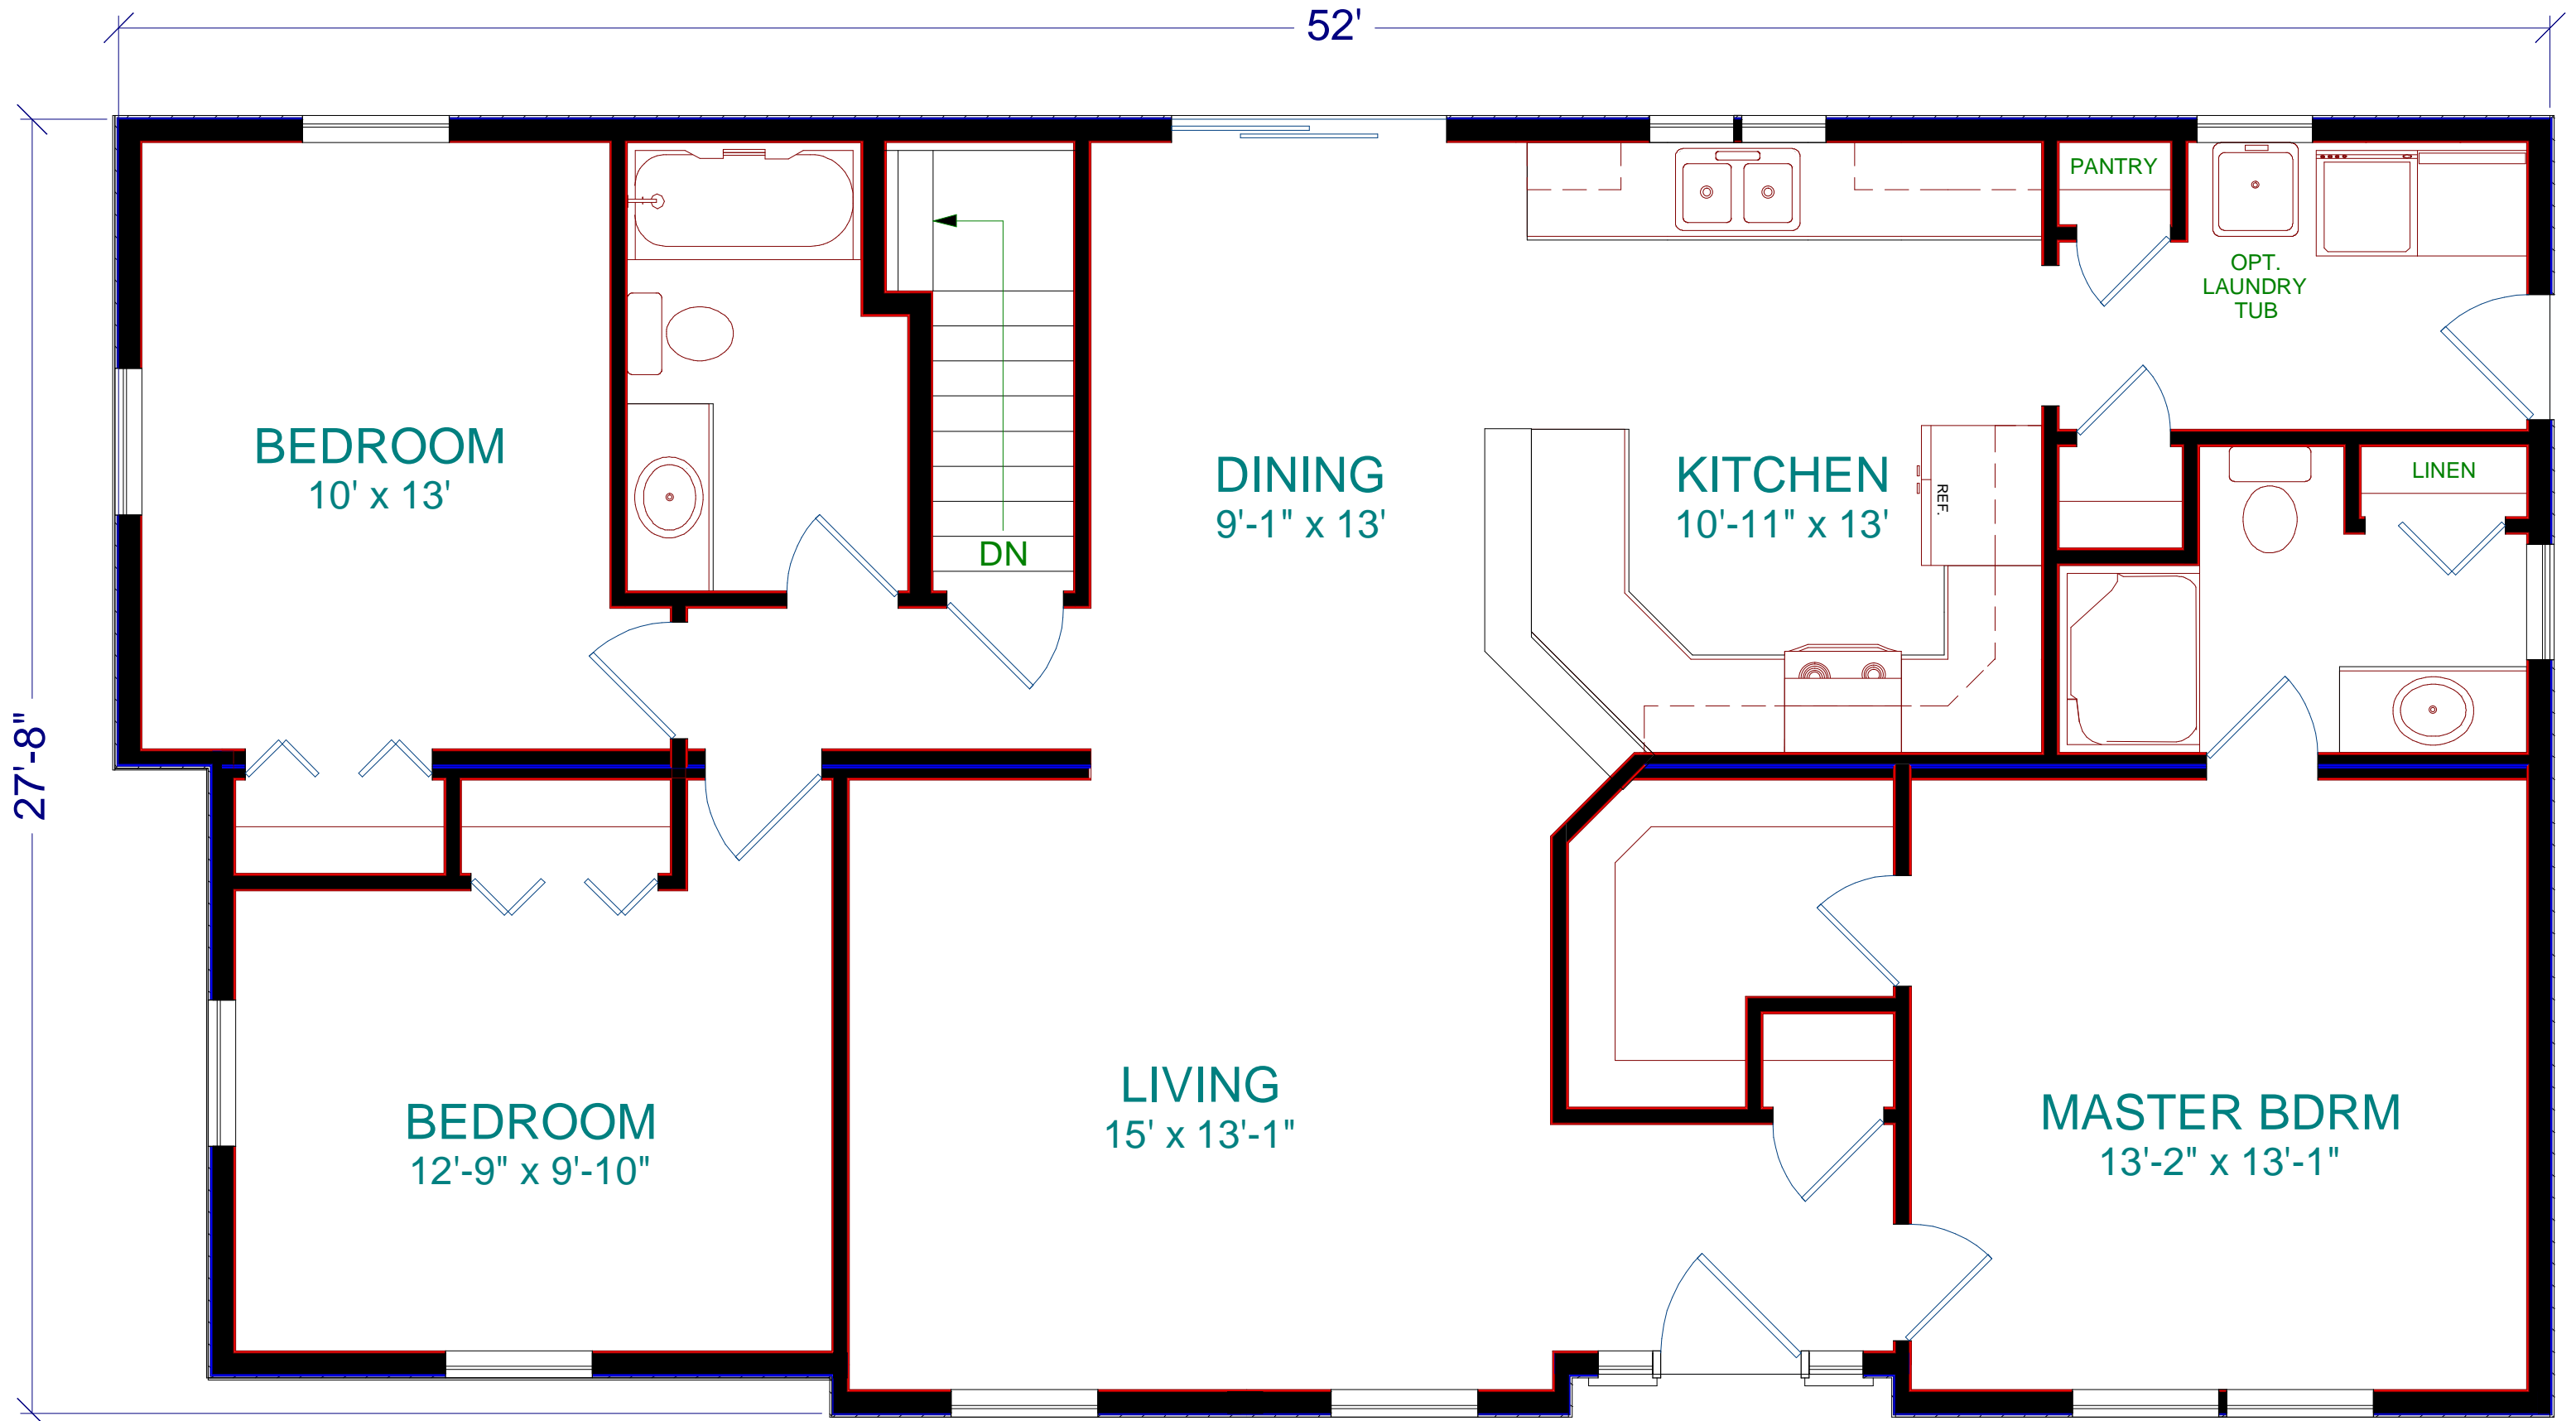 52'
27'-8"
PANTRY
OPT.
LAUNDRY
TUB
BEDROOM
10' x 13'
DINING
9'-1" x 13'
KITCHEN
10'-11" x 13'
REF.
LINEN
DN
BEDROOM
12'-9" x 9'-10"
LIVING
15' x 13'-1"
MASTER BDRM
13'-2" x 13'-1"